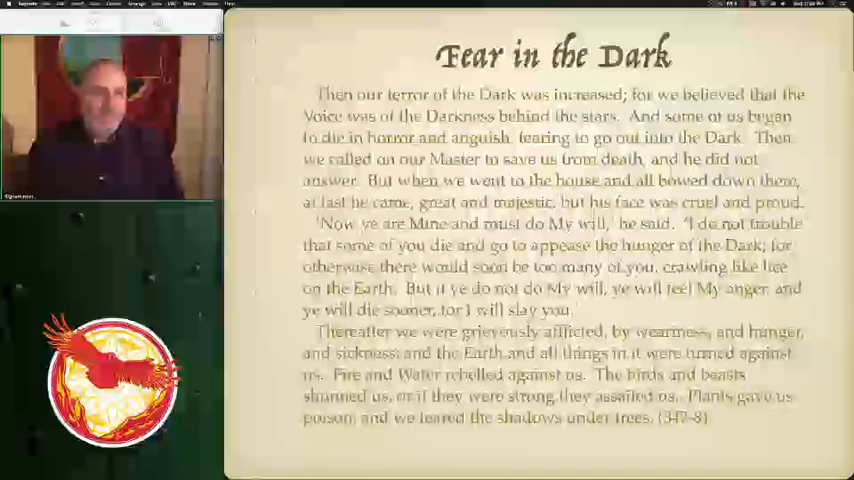 Fear in the Dark
Then our terror of the Dark was increased; for we believed that the
Voice was of the Darkness behind the stars. And some of us began
to die in horror and anguish, fearing to go out into the Dark. Then
we called on our Master to save us from death, and he did not
answer. But when we went to the house and all bowed down there,
at last he came, great and majestic, but his face was cruel and proud.
'Now ye are Mine and must do My will,' he said. 'I do not trouble
that some of you die and go to appease the hunger of the Dark; for
otherwise there would soon be too many of you, crawling like lice
on the Earth. But if ye do not do My will, ye will feel My anger, and
ye will die sooner, for I will slay you.'
Thereafter we were grievously afflicted, by weariness, and hunger,
and sickness; and the Earth and all things in it were turned against
us. Fire and Water rebelled against us. The birds and beasts
shunned us, or if they were strong they assailed us. Plants gave us
poison; and we feared the shadows under trees. (347-8)